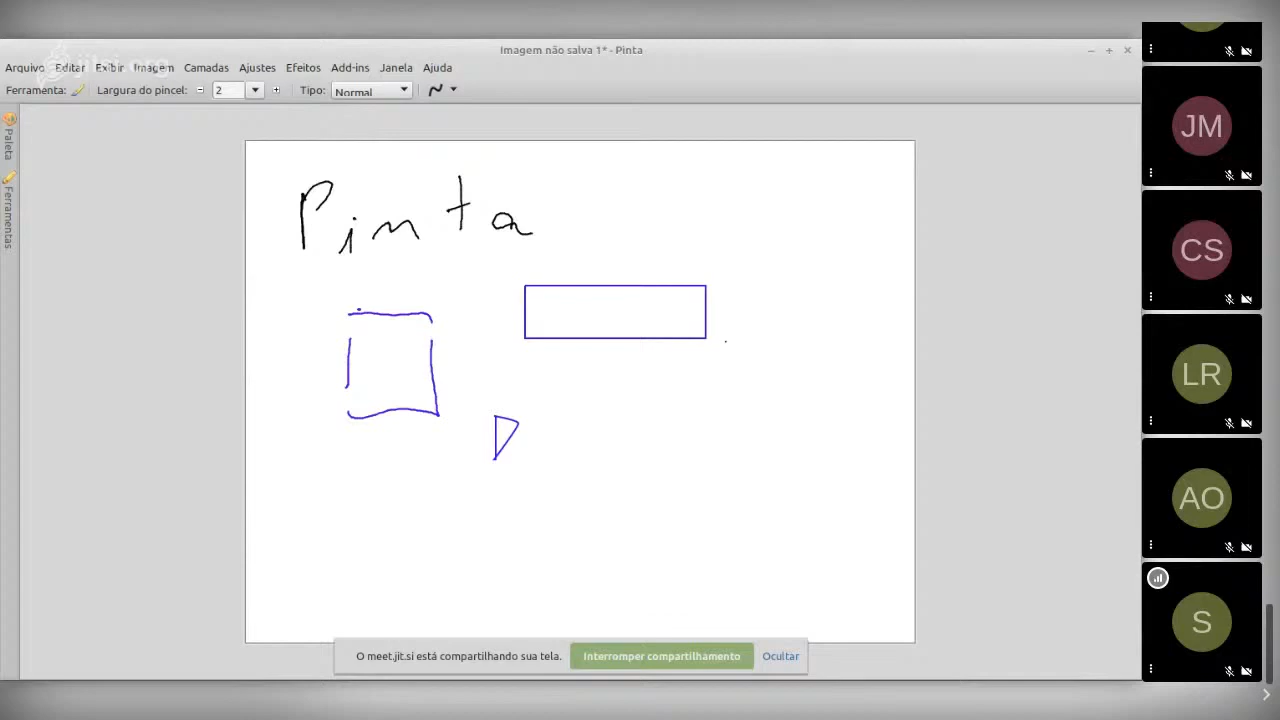 Imagem não salva 1* - Pinta
jitsi.org
Arquivo Editar Exibir Imagem Camadas Ajustes Efeitos Add-ins Janela Ajuda
Ferramenta: Largura do pincel: 2 Tipo: Normal
Paleta
Ferramentas
Pinta
JM
CS
LR
AO
S
O meet.jit.si está compartilhando sua tela. Interromper compartilhamento Ocultar